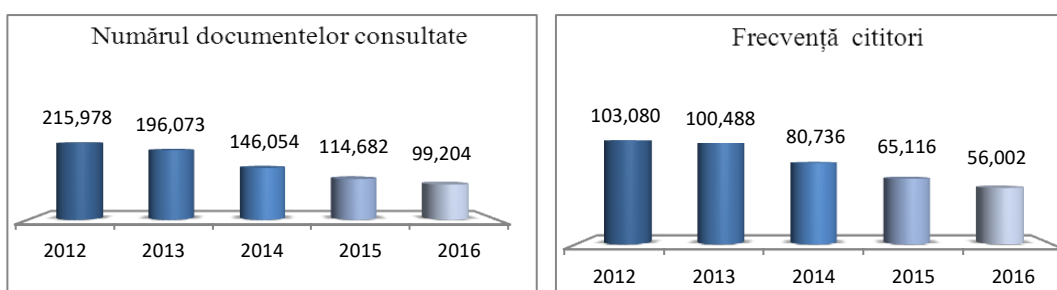 Numărul documentelor consultate
215,978
196,073
146,054
114,682
99,204
2012 2013 2014 2015 2016
Frecvență cititori
103,080
100,488
80,736
65,116
56,002
2012 2013 2014 2015 2016